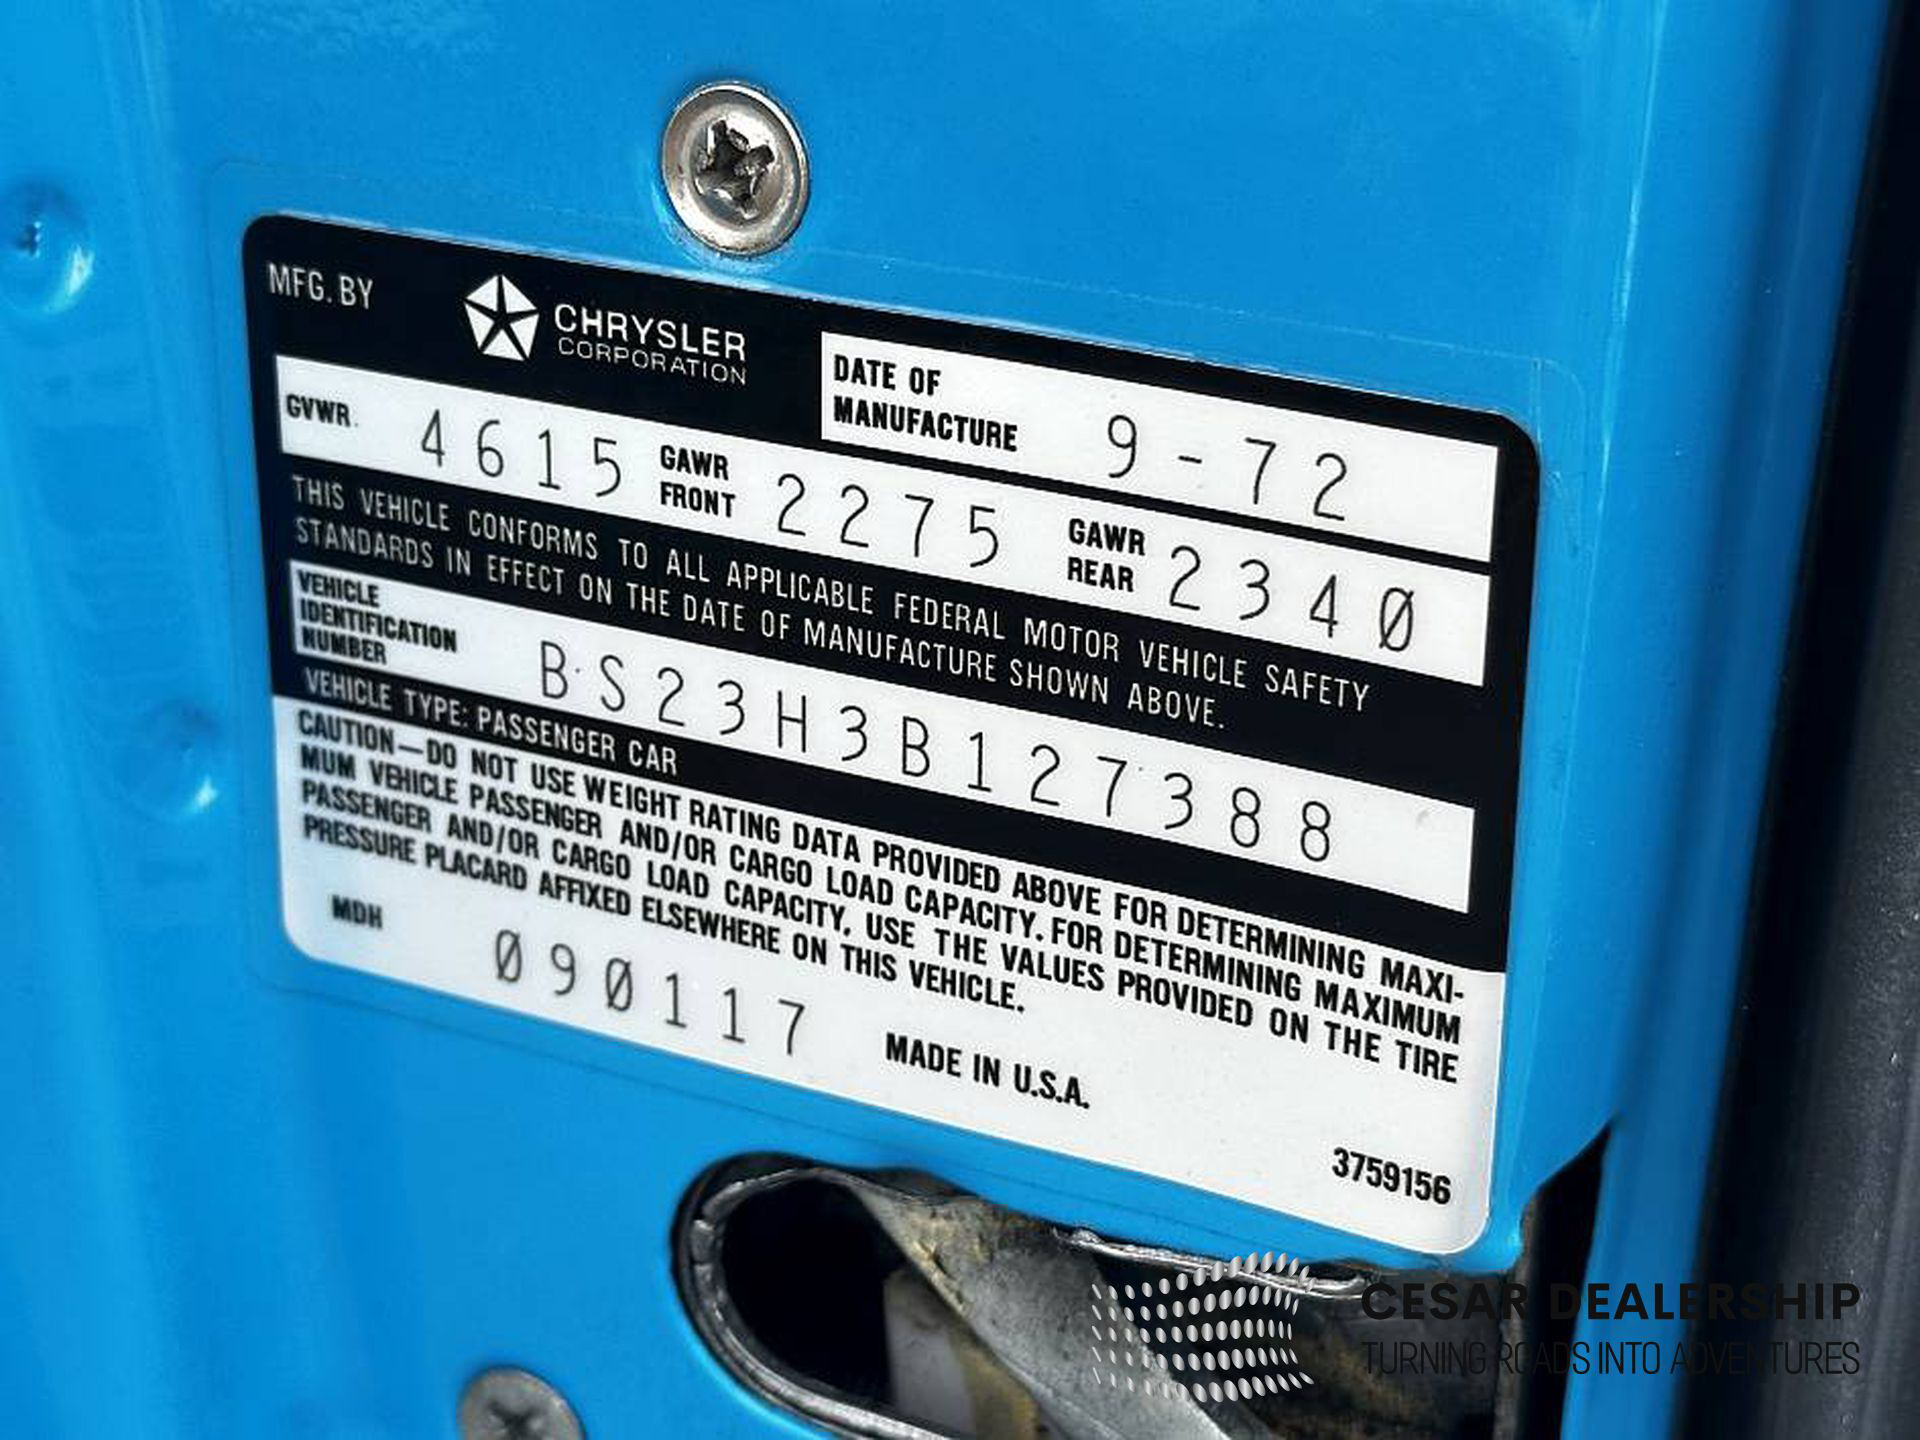 MFG. BY
CHRYSLER
CORPORATION
DATE OF
MANUFACTURE
9-72
GVWR.
4615
GAWR
FRONT
2275
GAWR
REAR
2340
THIS VEHICLE CONFORMS TO ALL APPLICABLE FEDERAL MOTOR VEHICLE SAFETY
STANDARDS IN EFFECT ON THE DATE OF MANUFACTURE SHOWN ABOVE.
VEHICLE
IDENTIFICATION
NUMBER
BS23H3B127388
VEHICLE TYPE: PASSENGER CAR
CAUTION—DO NOT USE WEIGHT RATING DATA PROVIDED ABOVE FOR DETERMINING MAXI-
MUM VEHICLE PASSENGER AND/OR CARGO LOAD CAPACITY. FOR DETERMINING MAXIMUM
PASSENGER AND/OR CARGO LOAD CAPACITY, USE THE VALUES PROVIDED ON THE TIRE
PRESSURE PLACARD AFFIXED ELSEWHERE ON THIS VEHICLE.
MDH
090117
MADE IN U.S.A.
3759156
CESAR DEALERSHIP
TURNING ROADS INTO ADVENTURES